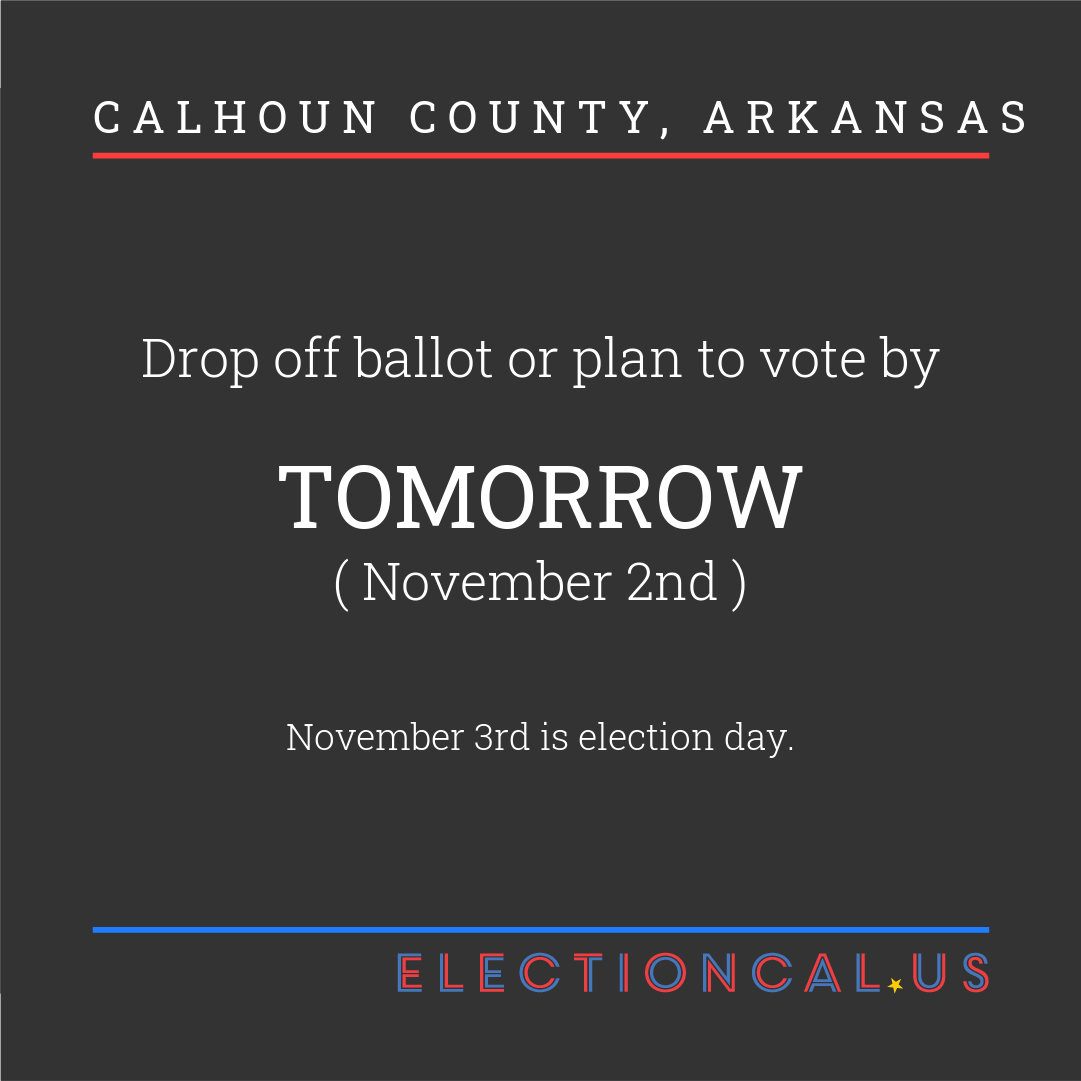 CALHOUN COUNTY, ARKANSAS
Drop off ballot or plan to vote by
TOMORROW
( November 2nd )
November 3rd is election day.
ELECTIONCAL.US